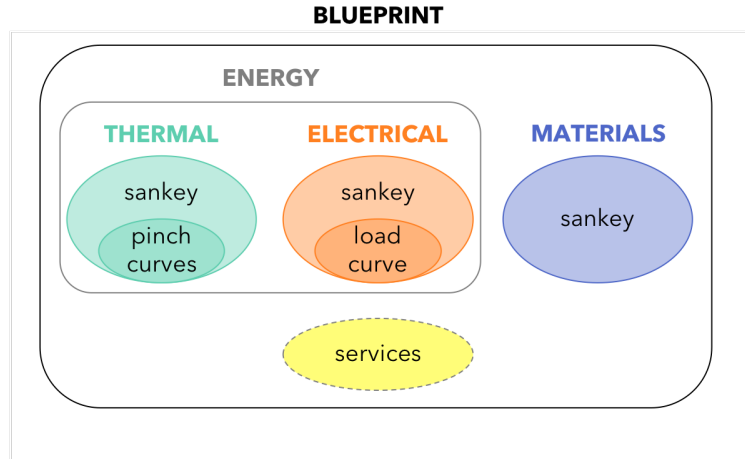 BLUEPRINT
ENERGY
THERMAL
ELECTRICAL
MATERIALS
sankey
pinch
curves
sankey
load
curve
sankey
services